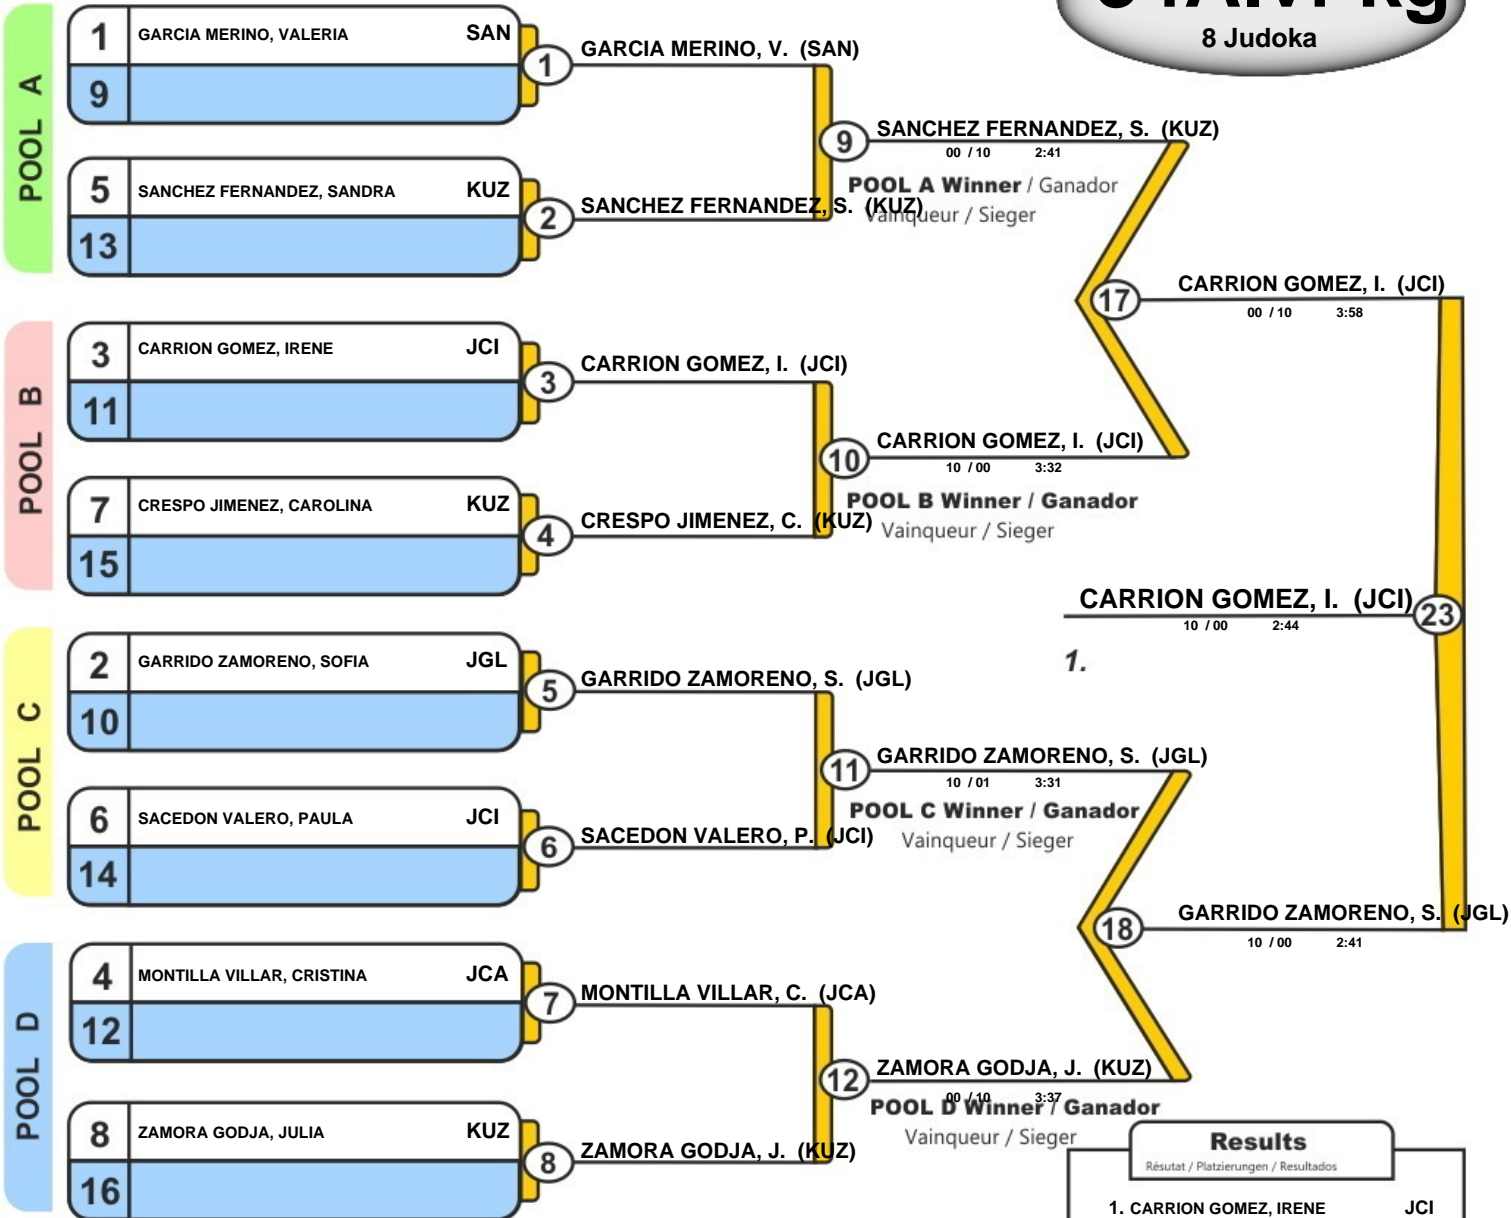 8 Judoka
POOL A
1 GARCIA MERINO, VALERIA SAN
9
5 SANCHEZ FERNANDEZ, SANDRA KUZ
13
1 GARCIA MERINO, V. (SAN)
2 SANCHEZ FERNANDEZ, S. (KUZ)
9 SANCHEZ FERNANDEZ, S. (KUZ)
00 / 10 2:41
POOL A Winner / Ganador
Vainqueur / Sieger
POOL B
3 CARRION GOMEZ, IRENE JCI
11
7 CRESPO JIMENEZ, CAROLINA KUZ
15
3 CARRION GOMEZ, I. (JCI)
4 CRESPO JIMENEZ, C. (KUZ)
10 CARRION GOMEZ, I. (JCI)
10 / 00 3:32
POOL B Winner / Ganador
Vainqueur / Sieger
17 CARRION GOMEZ, I. (JCI)
00 / 10 3:58
CARRION GOMEZ, I. (JCI) 23
10 / 00 2:44
1.
POOL C
2 GARRIDO ZAMORENO, SOFIA JGL
10
6 SACEDON VALERO, PAULA JCI
14
5 GARRIDO ZAMORENO, S. (JGL)
6 SACEDON VALERO, P. (JCI)
11 GARRIDO ZAMORENO, S. (JGL)
10 / 01 3:31
POOL C Winner / Ganador
Vainqueur / Sieger
18 GARRIDO ZAMORENO, S. (JGL)
10 / 00 2:41
POOL D
4 MONTILLA VILLAR, CRISTINA JCA
12
8 ZAMORA GODJA, JULIA KUZ
16
7 MONTILLA VILLAR, C. (JCA)
8 ZAMORA GODJA, J. (KUZ)
12 ZAMORA GODJA, J. (KUZ)
00 / 10 3:37
POOL D Winner / Ganador
Vainqueur / Sieger
Results
Résutat / Platzierungen / Resultados
1. CARRION GOMEZ, IRENE JCI